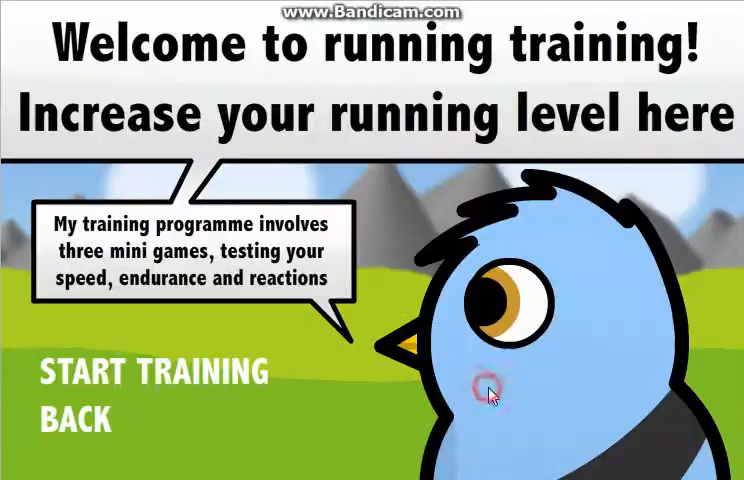 www.Bandicam.com
Welcome to running training!
Increase your running level here
My training programme involves
three mini games, testing your
speed, endurance and reactions
START TRAINING
BACK